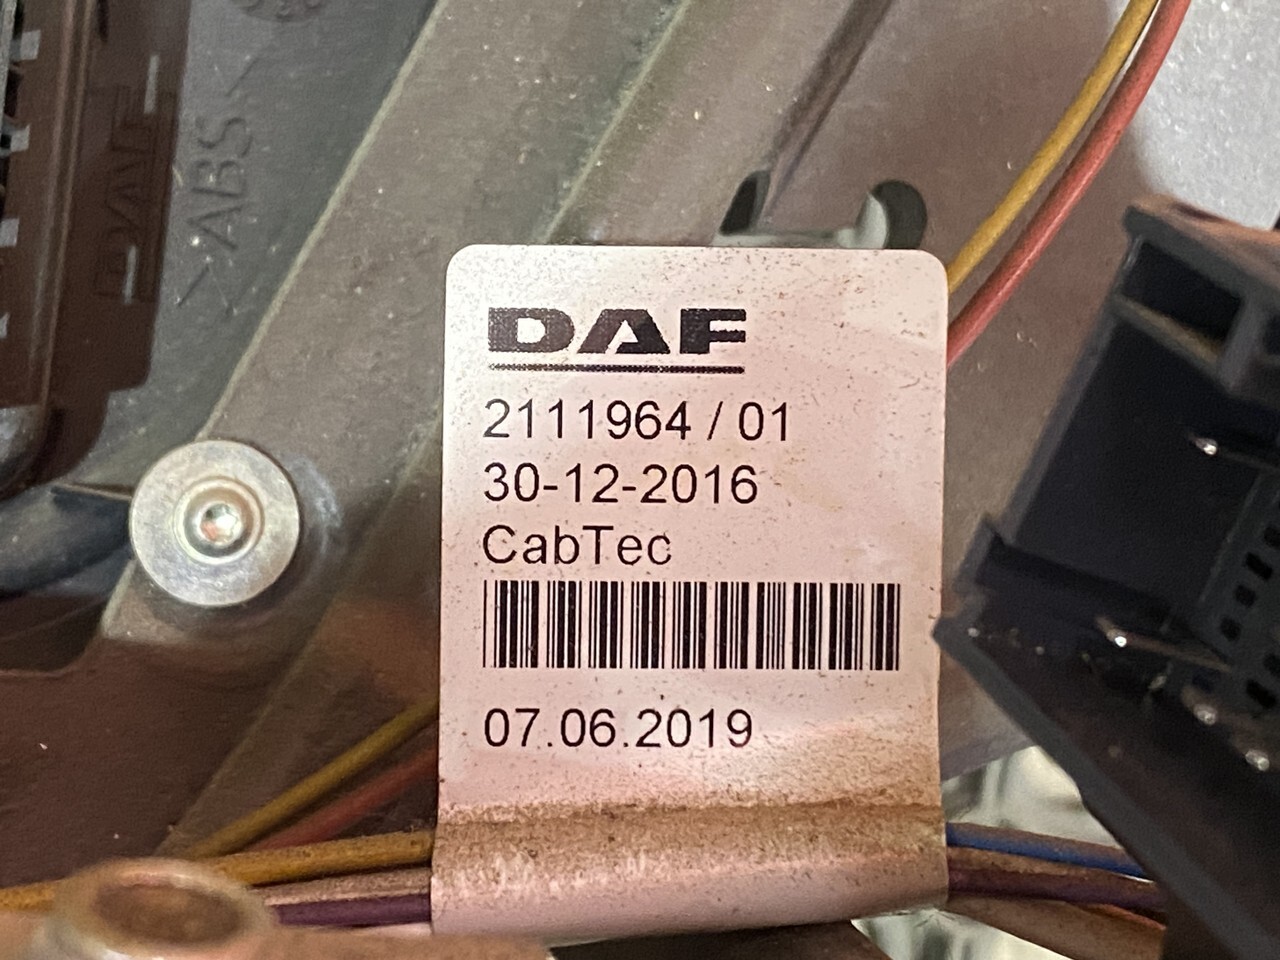 DAF
>ABS<
DAF
2111964 / 01
30-12-2016
CabTec
07.06.2019